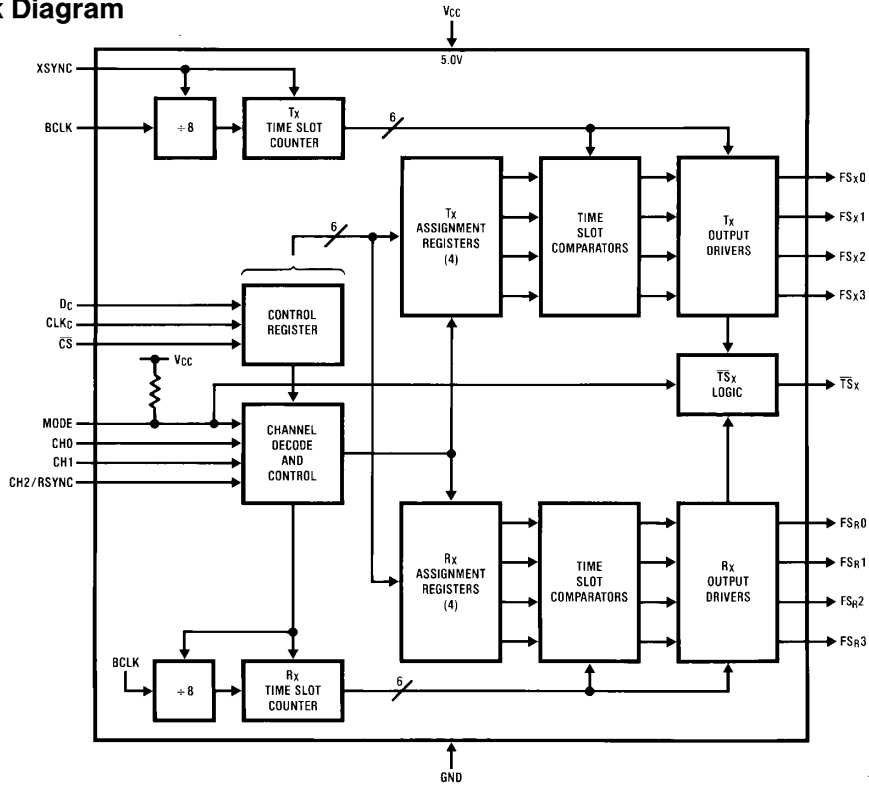 k Diagram
VCC
5.0V
XSYNC
BCLK
÷8
TX
TIME SLOT
COUNTER
6
TX
ASSIGNMENT
REGISTERS
(4)
TIME
SLOT
COMPARATORS
TX
OUTPUT
DRIVERS
FSX0
FSX1
FSX2
FSX3
6
DC
CLKC
CS
CONTROL
REGISTER
VCC
TSX
LOGIC
TSX
MODE
CH0
CH1
CH2/RSYNC
CHANNEL
DECODE
AND
CONTROL
RX
ASSIGNMENT
REGISTERS
(4)
TIME
SLOT
COMPARATORS
RX
OUTPUT
DRIVERS
FSR0
FSR1
FSR2
FSR3
BCLK
÷8
RX
TIME SLOT
COUNTER
6
GND